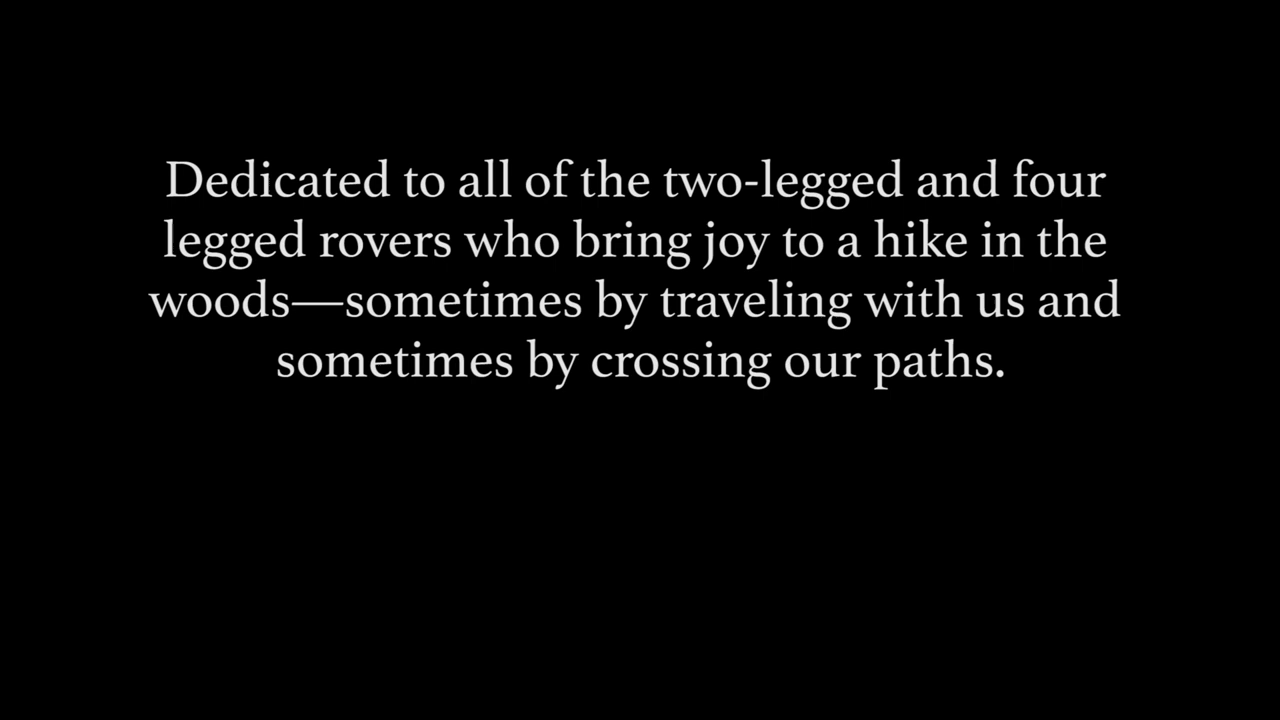 Dedicated to all of the two-legged and four
legged rovers who bring joy to a hike in the
woods—sometimes by traveling with us and
sometimes by crossing our paths.